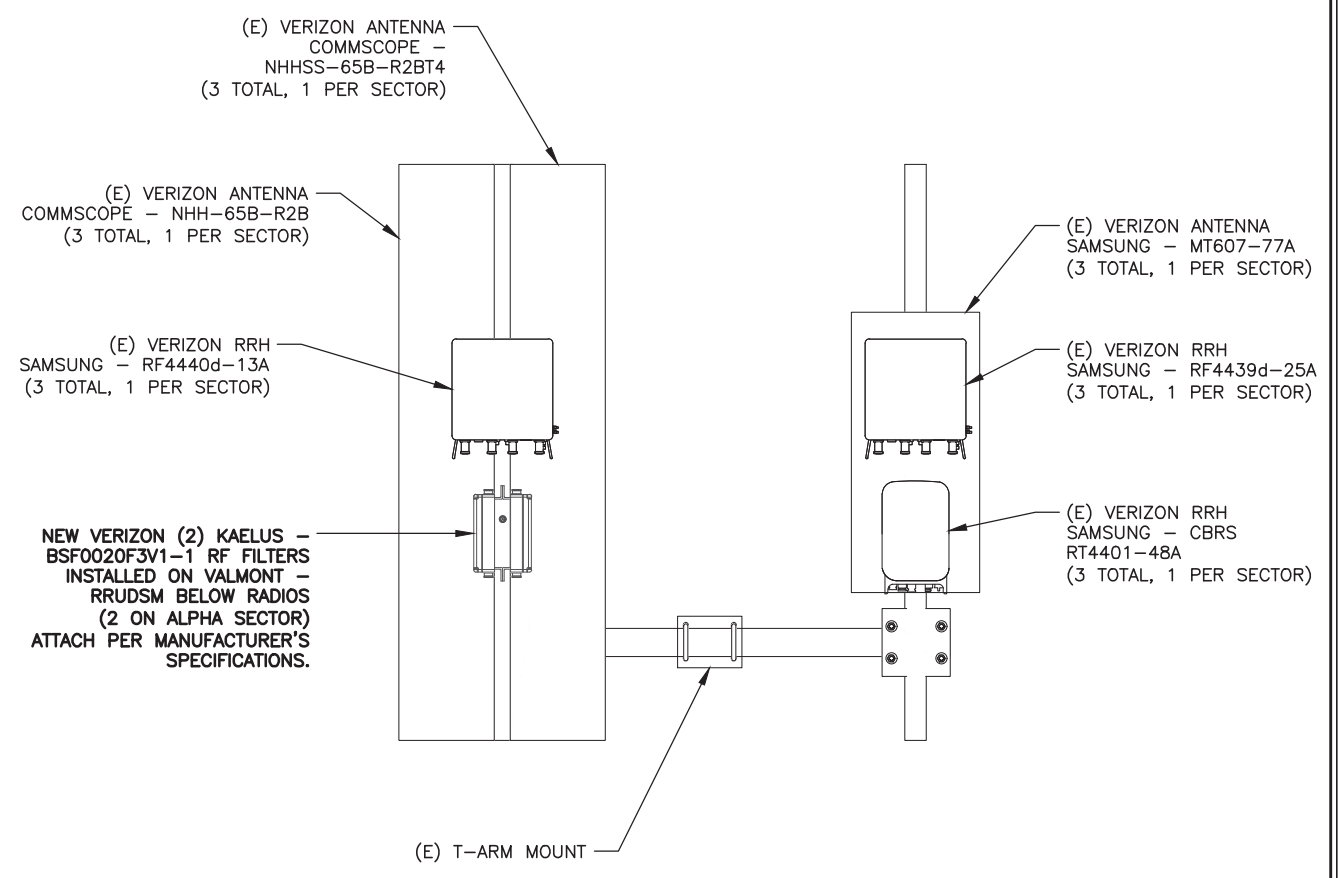 (E) VERIZON ANTENNA
COMMSCOPE –
NHHSS–65B–R2BT4
(3 TOTAL, 1 PER SECTOR)
(E) VERIZON ANTENNA
COMMSCOPE – NHH–65B–R2B
(3 TOTAL, 1 PER SECTOR)
(E) VERIZON RRH
SAMSUNG – RF4440d–13A
(3 TOTAL, 1 PER SECTOR)
NEW VERIZON (2) KAELUS –
BSF0020F3V1–1 RF FILTERS
INSTALLED ON VALMONT –
RRUDSM BELOW RADIOS
(2 ON ALPHA SECTOR)
ATTACH PER MANUFACTURER'S
SPECIFICATIONS.
(E) VERIZON ANTENNA
SAMSUNG – MT607–77A
(3 TOTAL, 1 PER SECTOR)
(E) VERIZON RRH
SAMSUNG – RF4439d–25A
(3 TOTAL, 1 PER SECTOR)
(E) VERIZON RRH
SAMSUNG – CBRS
RT4401–48A
(3 TOTAL, 1 PER SECTOR)
(E) T–ARM MOUNT